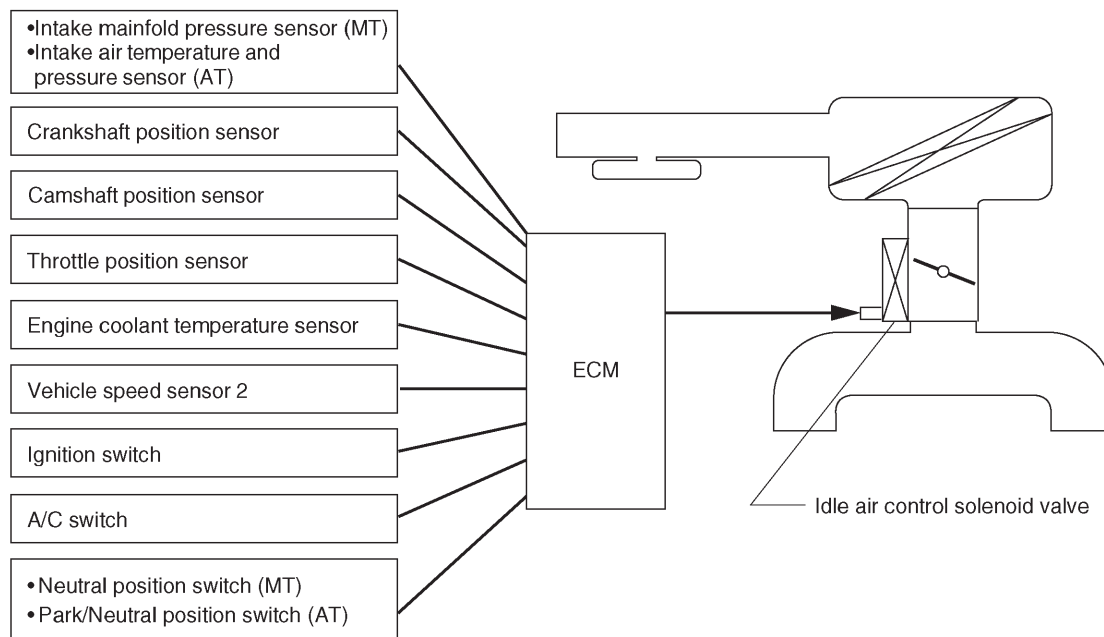 •Intake mainfold pressure sensor (MT)
•Intake air temperature and
pressure sensor (AT)
Crankshaft position sensor
Camshaft position sensor
Throttle position sensor
Engine coolant temperature sensor
Vehicle speed sensor 2
Ignition switch
A/C switch
•Neutral position switch (MT)
•Park/Neutral position switch (AT)
ECM
Idle air control solenoid valve